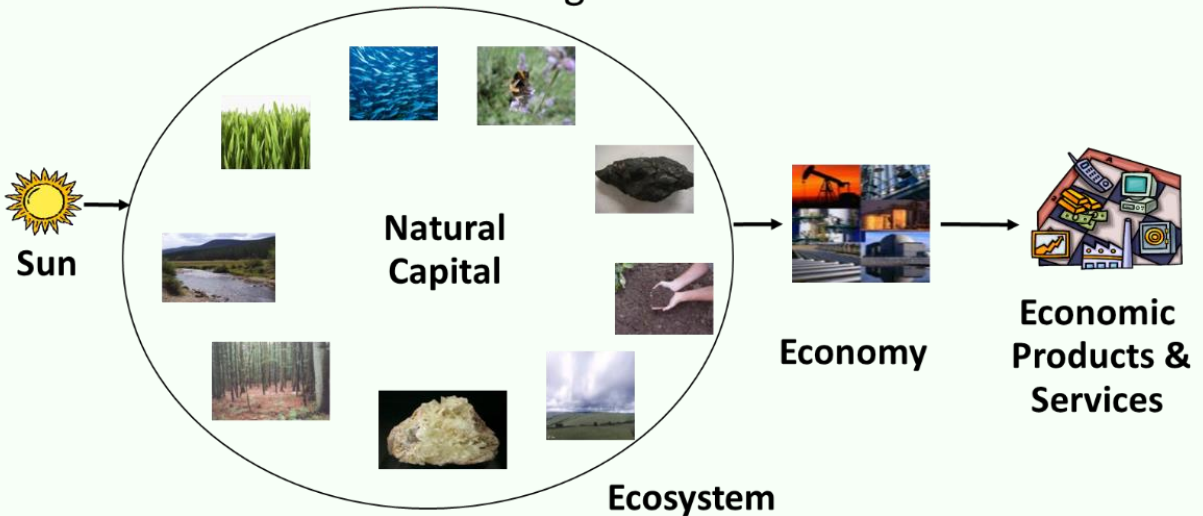 Sun
Natural
Capital
Economy
Economic
Products &
Services
Ecosystem